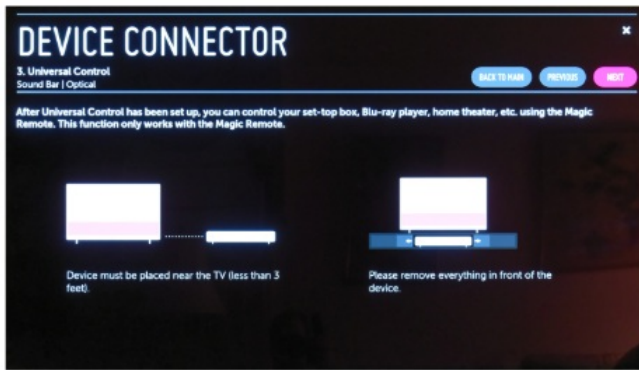 DEVICE CONNECTOR
3. Universal Control
Sound Bar | Optical
BACK TO MAIN PREVIOUS NEXT
After Universal Control has been set up, you can control your set-top box, Blu-ray player, home theater, etc. using the Magic
Remote. This function only works with the Magic Remote.
Device must be placed near the TV (less than 3
feet).
Please remove everything in front of the
device.